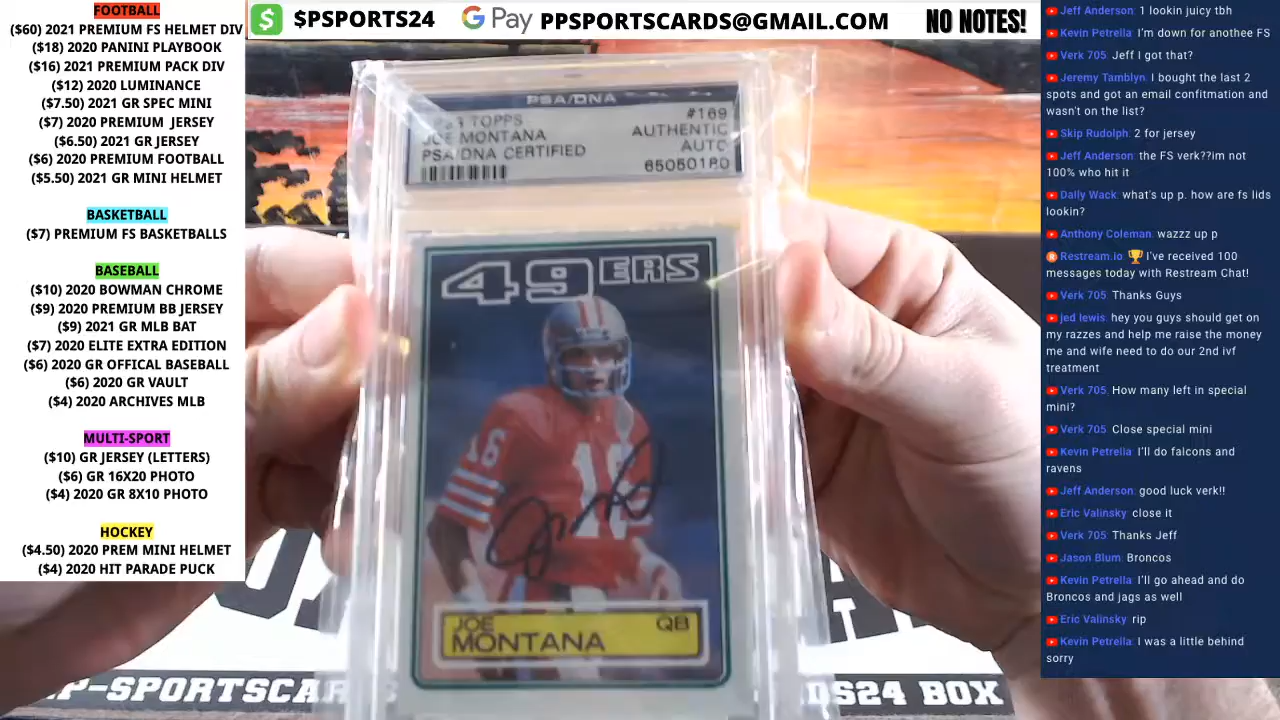 FOOTBALL
($60) 2021 PREMIUM FS HELMET DIV
($18) 2020 PANINI PLAYBOOK
($16) 2021 PREMIUM PACK DIV
($12) 2020 LUMINANCE
($7.50) 2021 GR SPEC MINI
($7) 2020 PREMIUM JERSEY
($6.50) 2021 GR JERSEY
($6) 2020 PREMIUM FOOTBALL
($5.50) 2021 GR MINI HELMET
BASKETBALL
($7) PREMIUM FS BASKETBALLS
BASEBALL
($10) 2020 BOWMAN CHROME
($9) 2020 PREMIUM BB JERSEY
($9) 2021 GR MLB BAT
($7) 2020 ELITE EXTRA EDITION
($6) 2020 GR OFFICAL BASEBALL
($6) 2020 GR VAULT
($4) 2020 ARCHIVES MLB
MULTI-SPORT
($10) GR JERSEY (LETTERS)
($6) GR 16X20 PHOTO
($4) 2020 GR 8X10 PHOTO
HOCKEY
($4.50) 2020 PREM MINI HELMET
($4) 2020 HIT PARADE PUCK
$PSPORTS24 G Pay PPSPORTSCARDS@GMAIL.COM NO NOTES!
PSA/DNA
TOPPS #169
JOE MONTANA AUTHENTIC
PSA/DNA CERTIFIED AUTO
65050180
49ERS
16
16
JOE QB
MONTANA
P-SPORTSCAR
DS24 BOX
Jeff Anderson: 1 lookin juicy tbh
Kevin Petrella: I'm down for anothee FS
Verk 705: Jeff I got that?
Jeremy Tamblyn: I bought the last 2
spots and got an email confitmation and
wasn't on the list?
Skip Rudolph: 2 for jersey
Jeff Anderson: the FS verk??im not
100% who hit it
Dally Wack: what's up p. how are fs lids
lookin?
Anthony Coleman: wazzz up p
Restream.io: 🏆 I've received 100
messages today with Restream Chat!
Verk 705: Thanks Guys
jed lewis: hey you guys should get on
my razzes and help me raise the money
me and wife need to do our 2nd ivf
treatment
Verk 705: How many left in special
mini?
Verk 705: Close special mini
Kevin Petrella: I'll do falcons and
ravens
Jeff Anderson: good luck verk!!
Eric Valinsky: close it
Verk 705: Thanks Jeff
Jason Blum: Broncos
Kevin Petrella: I'll go ahead and do
Broncos and jags as well
Eric Valinsky: rip
Kevin Petrella: I was a little behind
sorry